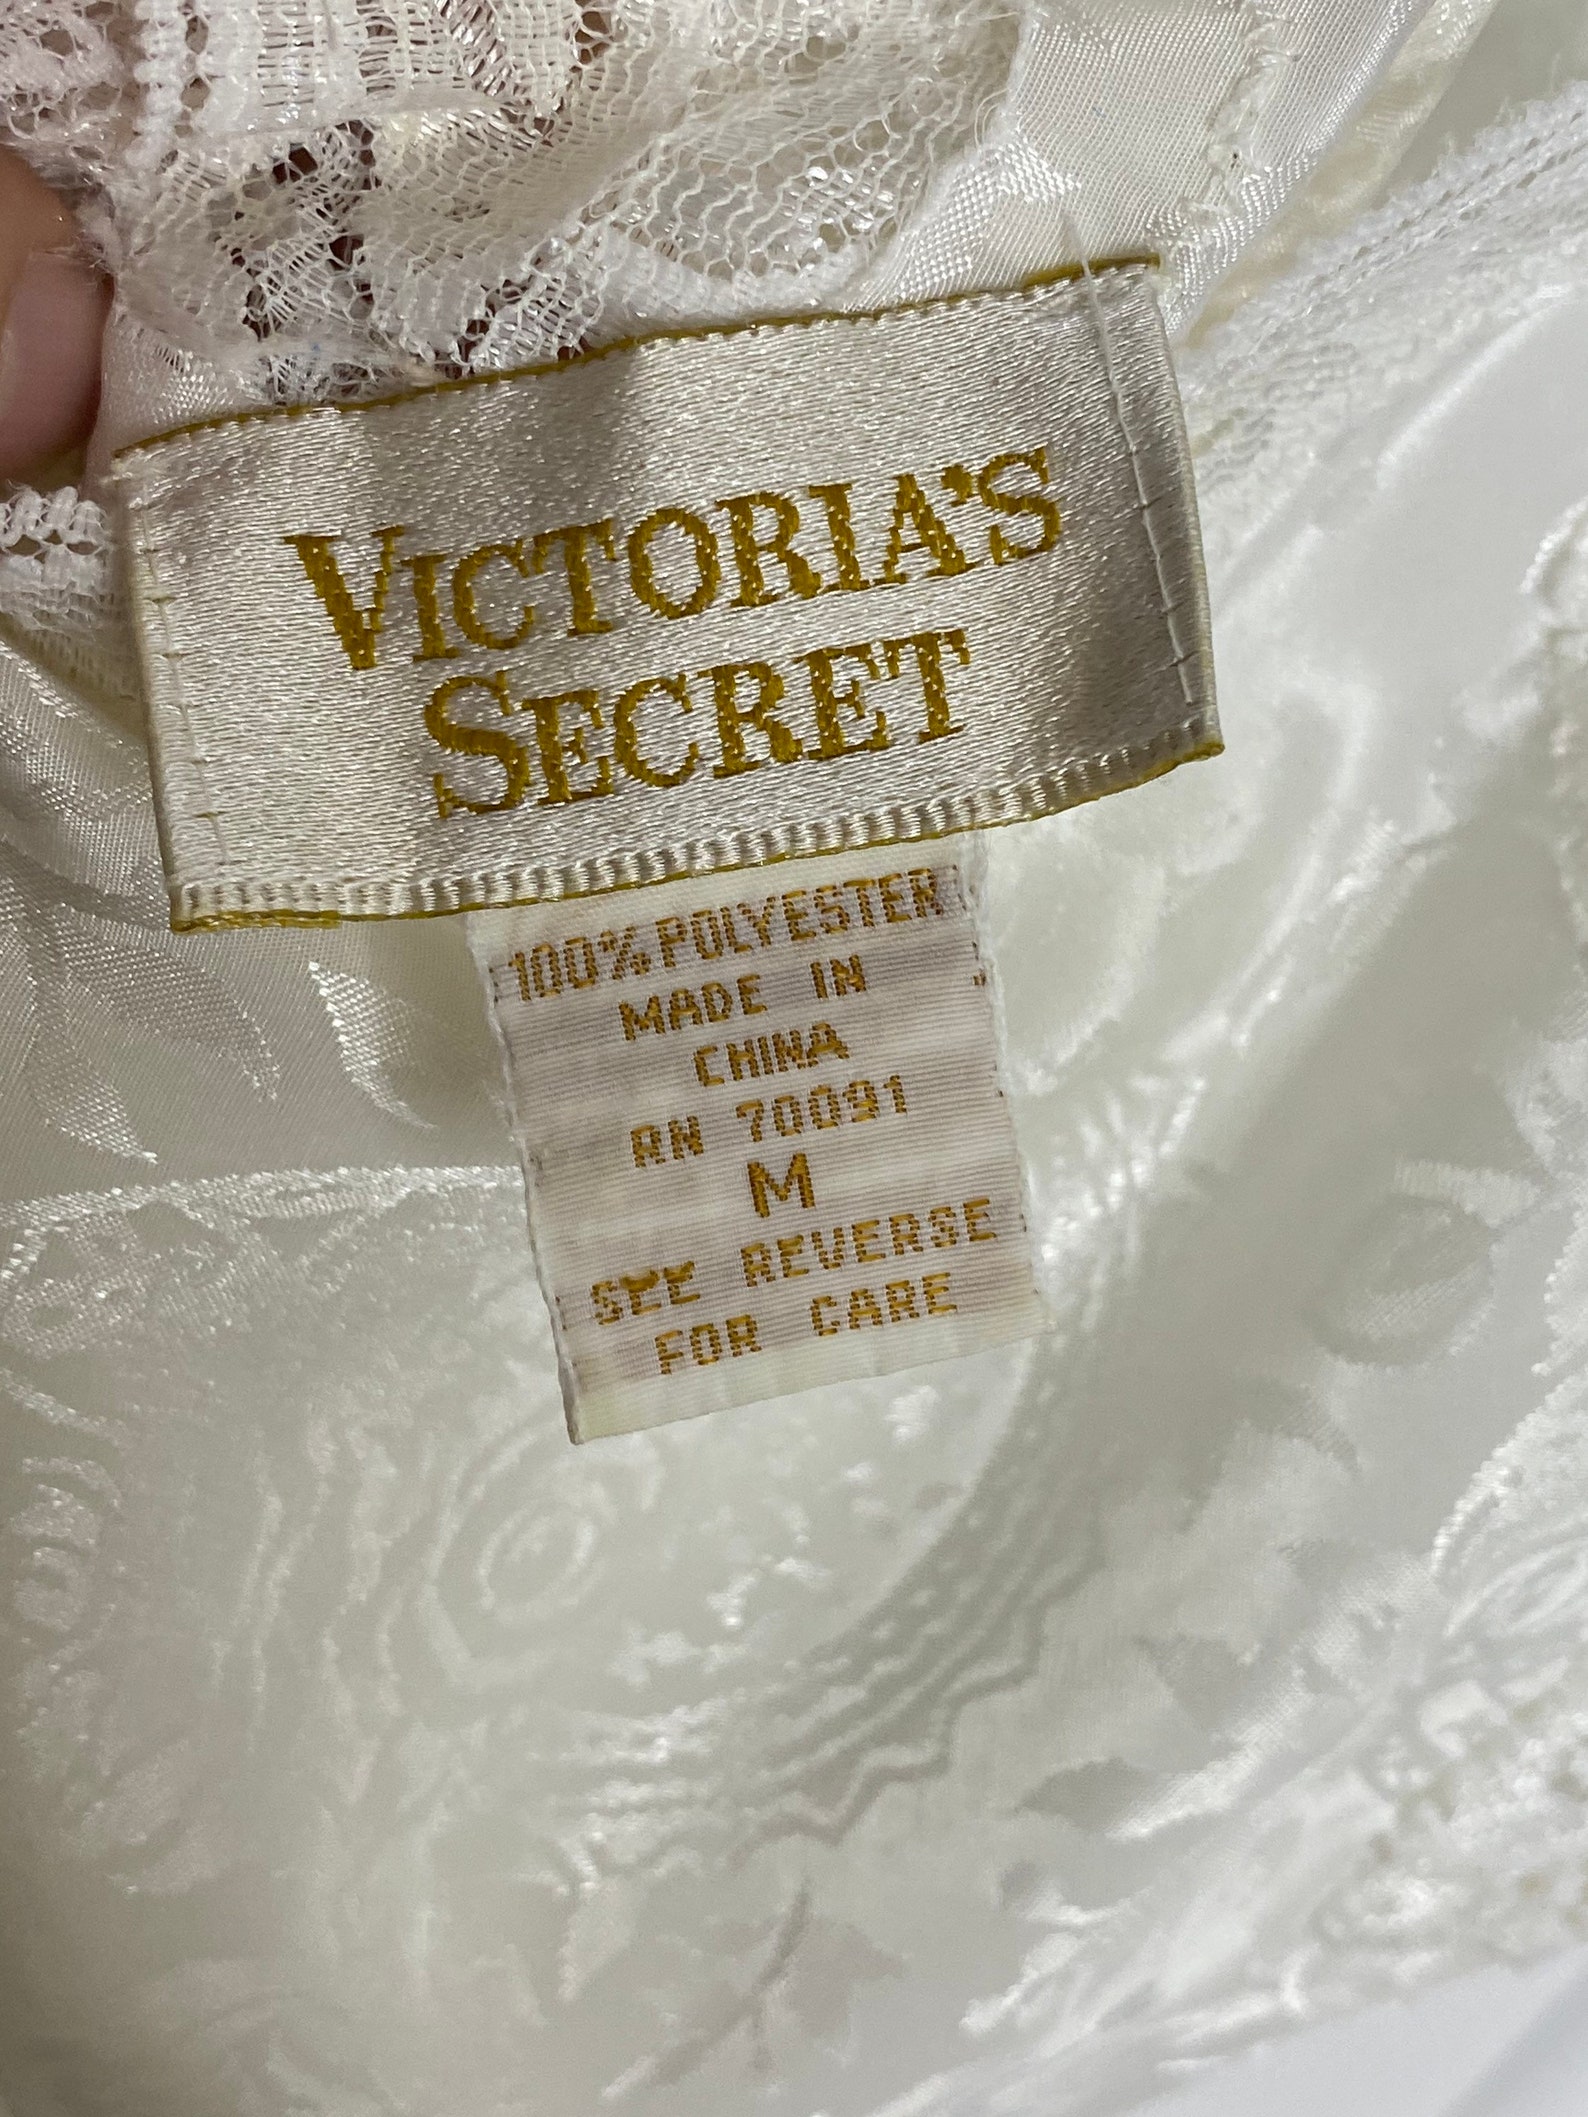 VICTORIA'S
SECRET
100% POLYESTER
MADE IN
CHINA
RN 70091
M
SEE REVERSE
FOR CARE